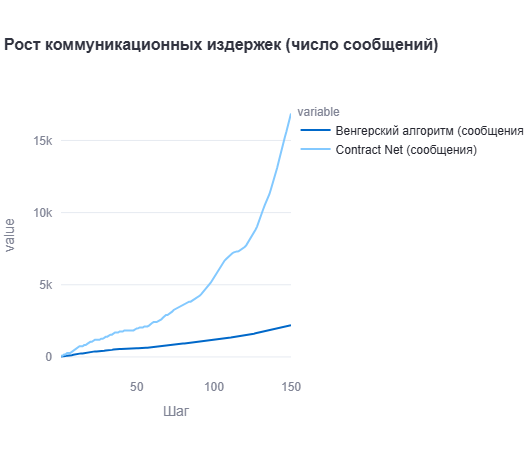 Рост коммуникационных издержек (число сообщений)
variable
Венгерский алгоритм (сообщения
Contract Net (сообщения)
15k
10k
5k
0
value
50
100
150
Шаг